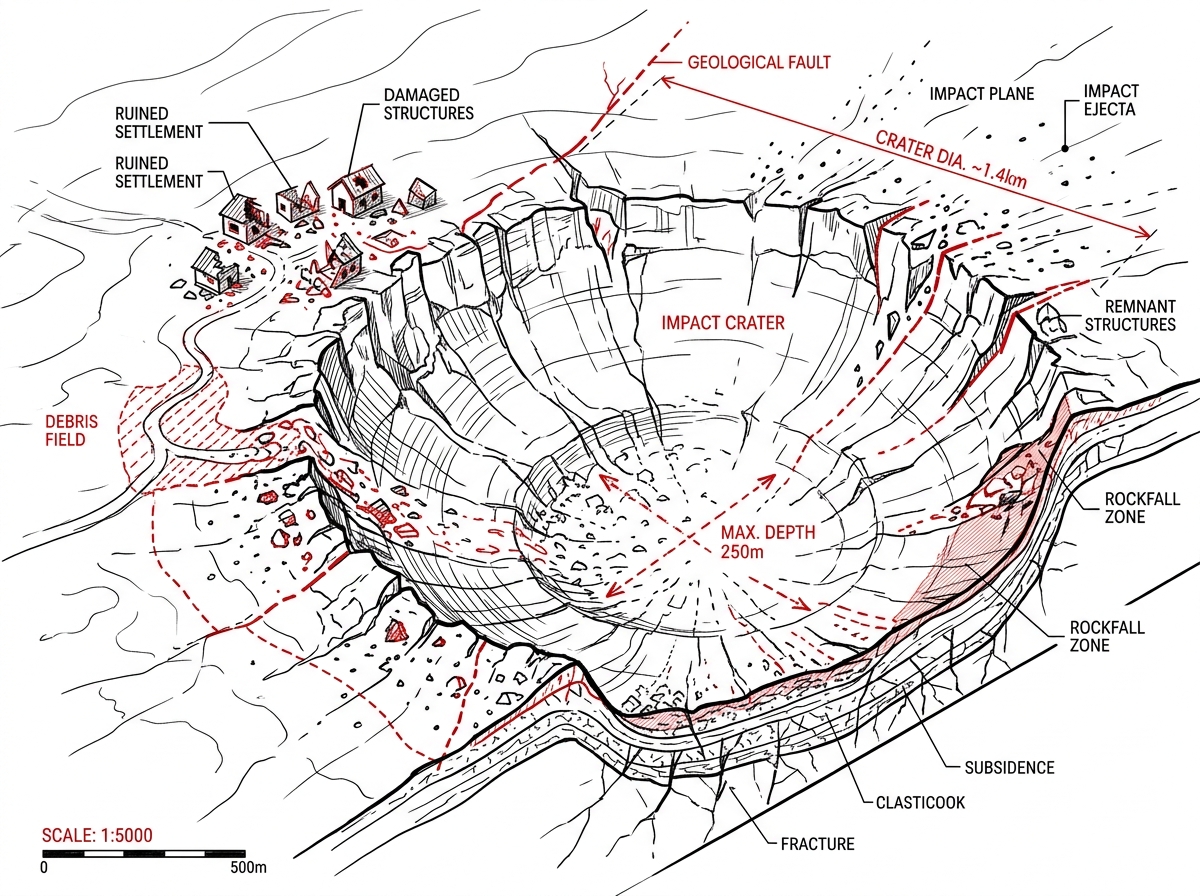 GEOLOGICAL FAULT
IMPACT PLANE
IMPACT
EJECTA
DAMAGED
STRUCTURES
RUINED
SETTLEMENT
RUINED
SETTLEMENT
CRATER DIA. ~1.4km
REMNANT
STRUCTURES
IMPACT CRATER
DEBRIS
FIELD
ROCKFALL
ZONE
MAX. DEPTH
250m
ROCKFALL
ZONE
SUBSIDENCE
CLASTICOOK
FRACTURE
SCALE: 1:5000
0 500m